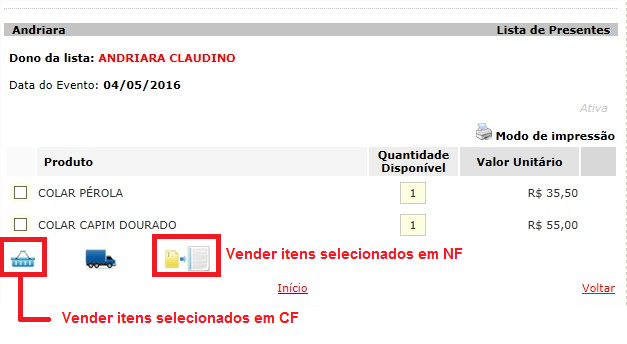 Andriara Lista de Presentes
Dono da lista: ANDRIARA CLAUDINO
Data do Evento: 04/05/2016
Ativa
Modo de impressão
Produto Quantidade Disponível Valor Unitário
COLAR PÉROLA 1 R$ 35,50
COLAR CAPIM DOURADO 1 R$ 55,00
Vender itens selecionados em NF
Início Voltar
Vender itens selecionados em CF